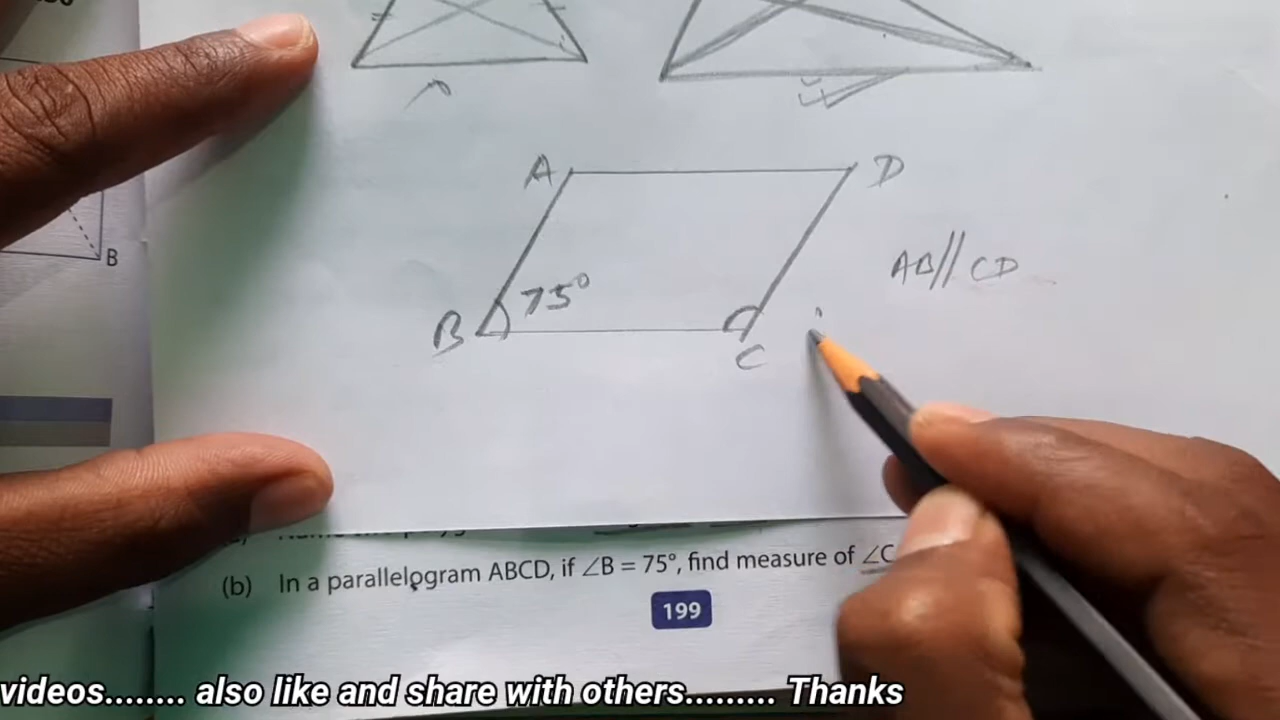 A
D
AB // CD
75°
B
C
B
(b) In a parallelogram ABCD, if ∠B = 75°, find measure of ∠C
199
videos........ also like and share with others......... Thanks